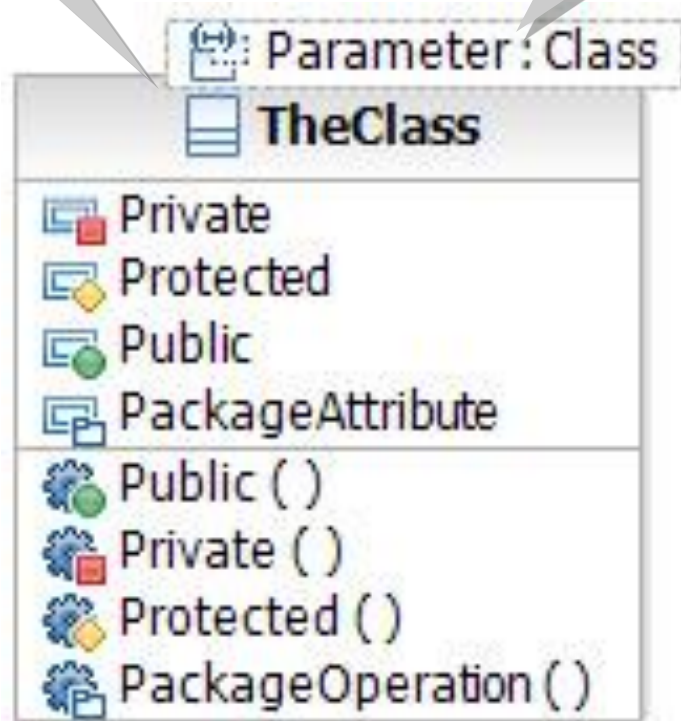 Parameter : Class
TheClass
Private
Protected
Public
PackageAttribute
Public ( )
Private ( )
Protected ( )
PackageOperation ( )